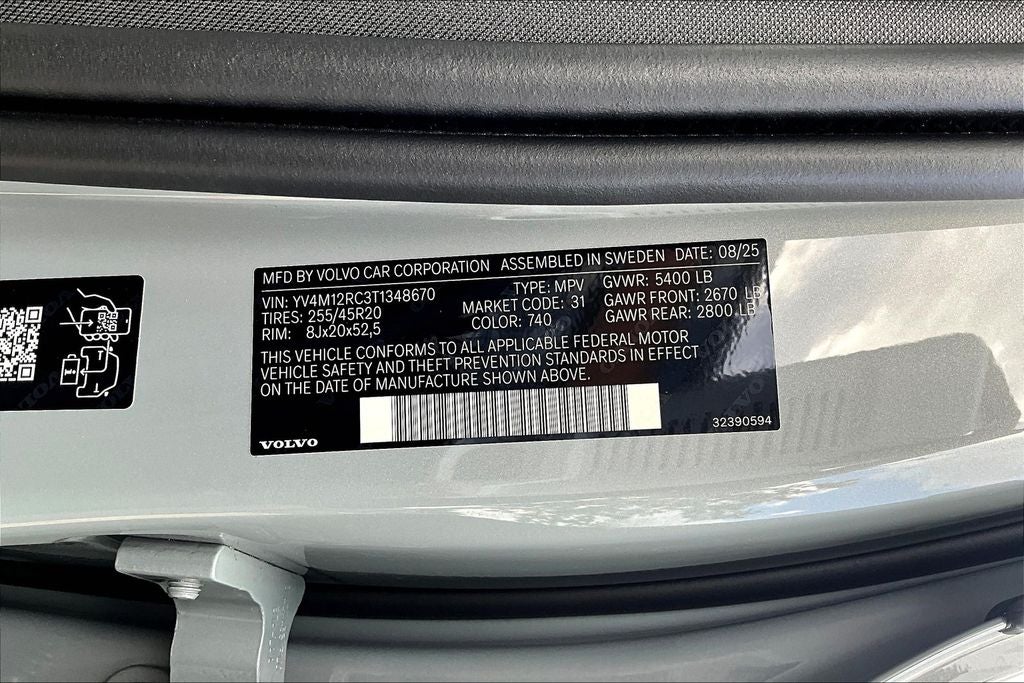 MFD BY VOLVO CAR CORPORATION ASSEMBLED IN SWEDEN DATE: 08/25
VIN: YV4M12RC3T1348670 TYPE: MPV GVWR: 5400 LB
TIRES: 255/45R20 MARKET CODE: 31 GAWR FRONT: 2670 LB
RIM: 8Jx20x52,5 COLOR: 740 GAWR REAR: 2800 LB
THIS VEHICLE CONFORMS TO ALL APPLICABLE FEDERAL MOTOR
VEHICLE SAFETY AND THEFT PREVENTION STANDARDS IN EFFECT
ON THE DATE OF MANUFACTURE SHOWN ABOVE.
VOLVO 32390594